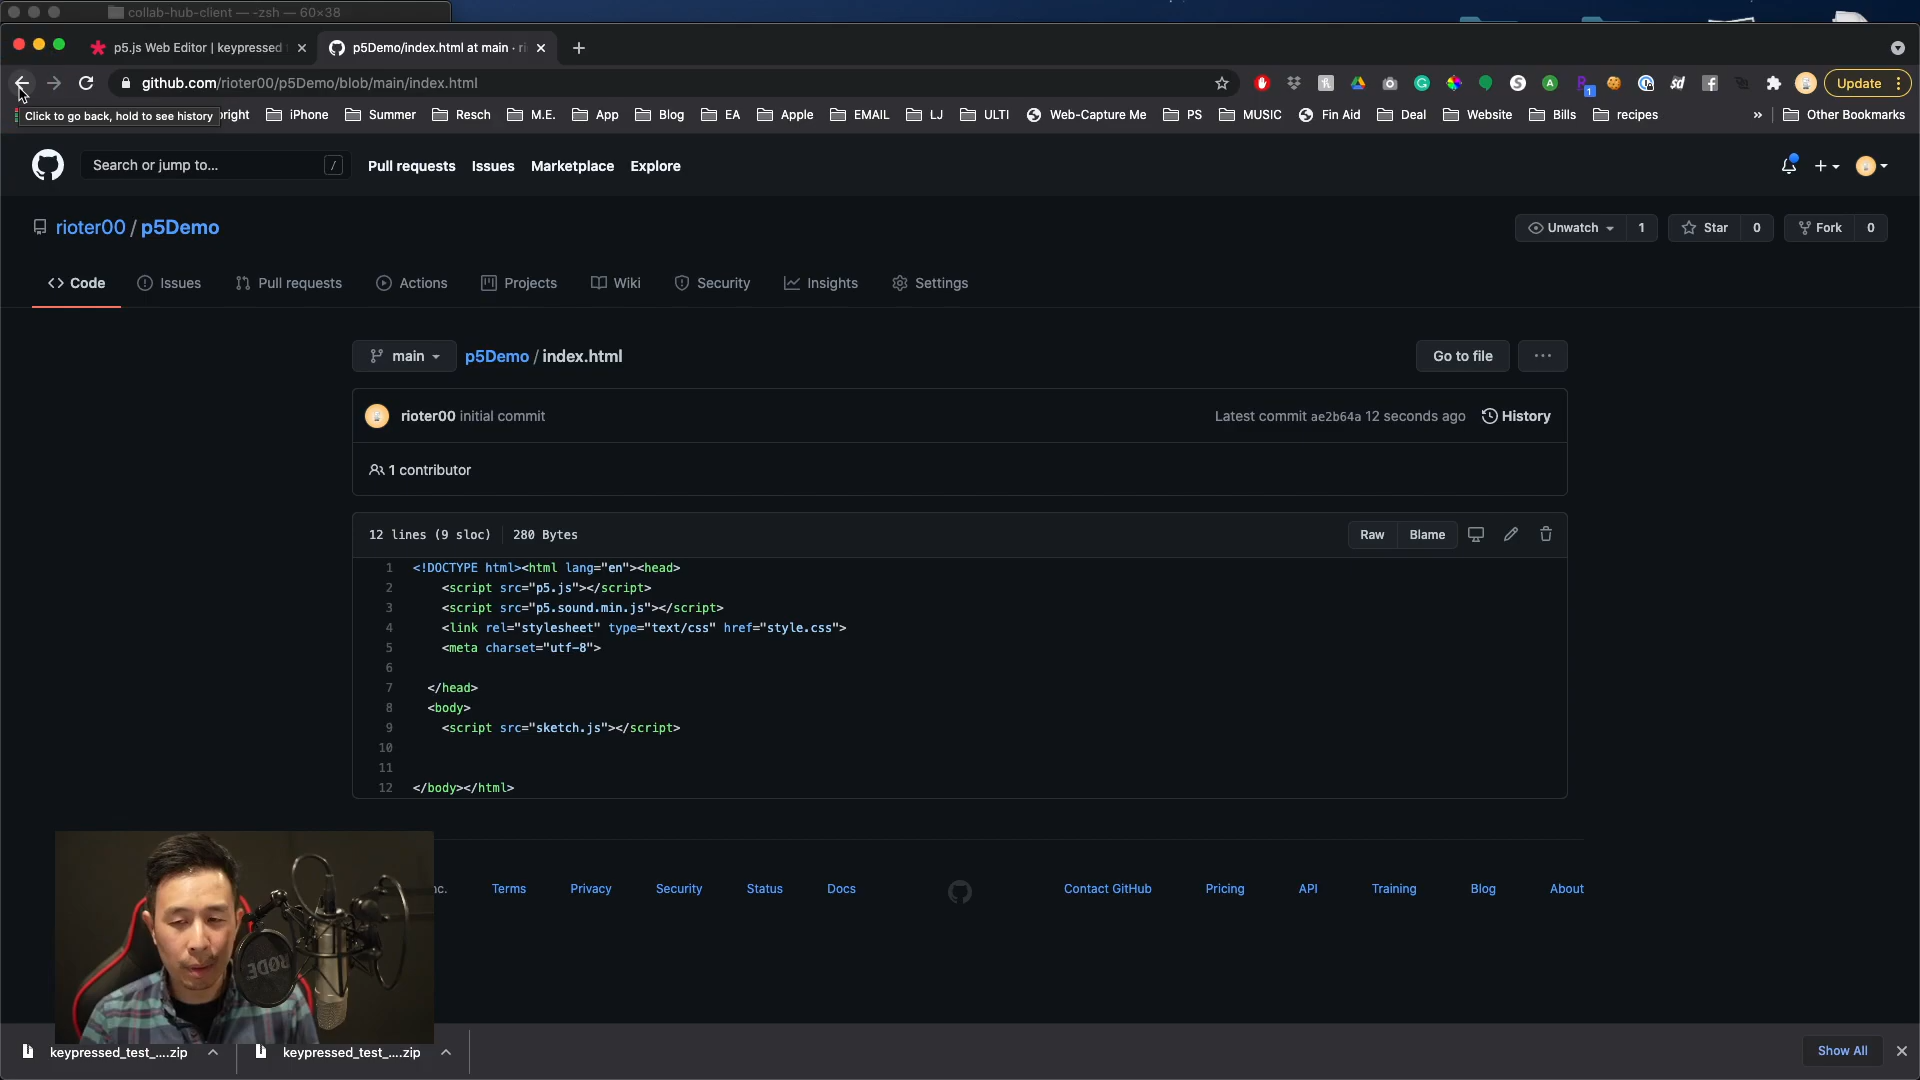 collab-hub-client — -zsh — 60×38
p5.js Web Editor | keypressed
p5Demo/index.html at main · ri
github.com/rioter00/p5Demo/blob/main/index.html
1
Update
Click to go back, hold to see history
right
iPhone
Summer
Resch
M.E.
App
Blog
EA
Apple
EMAIL
LJ
ULTI
Web-Capture Me
PS
MUSIC
Fin Aid
Deal
Website
Bills
recipes
»
Other Bookmarks
Search or jump to...
/
Pull requests
Issues
Marketplace
Explore
rioter00 / p5Demo
Unwatch
1
Star
0
Fork
0
<> Code
Issues
Pull requests
Actions
Projects
Wiki
Security
Insights
Settings
main
p5Demo / index.html
Go to file
...
rioter00 initial commit
Latest commit ae2b64a 12 seconds ago
History
1 contributor
12 lines (9 sloc)
280 Bytes
Raw
Blame
1 <!DOCTYPE html><html lang="en"><head>
2 <script src="p5.js"></script>
3 <script src="p5.sound.min.js"></script>
4 <link rel="stylesheet" type="text/css" href="style.css">
5 <meta charset="utf-8">
6
7 </head>
8 <body>
9 <script src="sketch.js"></script>
10
11
12 </body></html>
nc.
Terms
Privacy
Security
Status
Docs
Contact GitHub
Pricing
API
Training
Blog
About
RODE
keypressed_test_....zip
keypressed_test_....zip
Show All